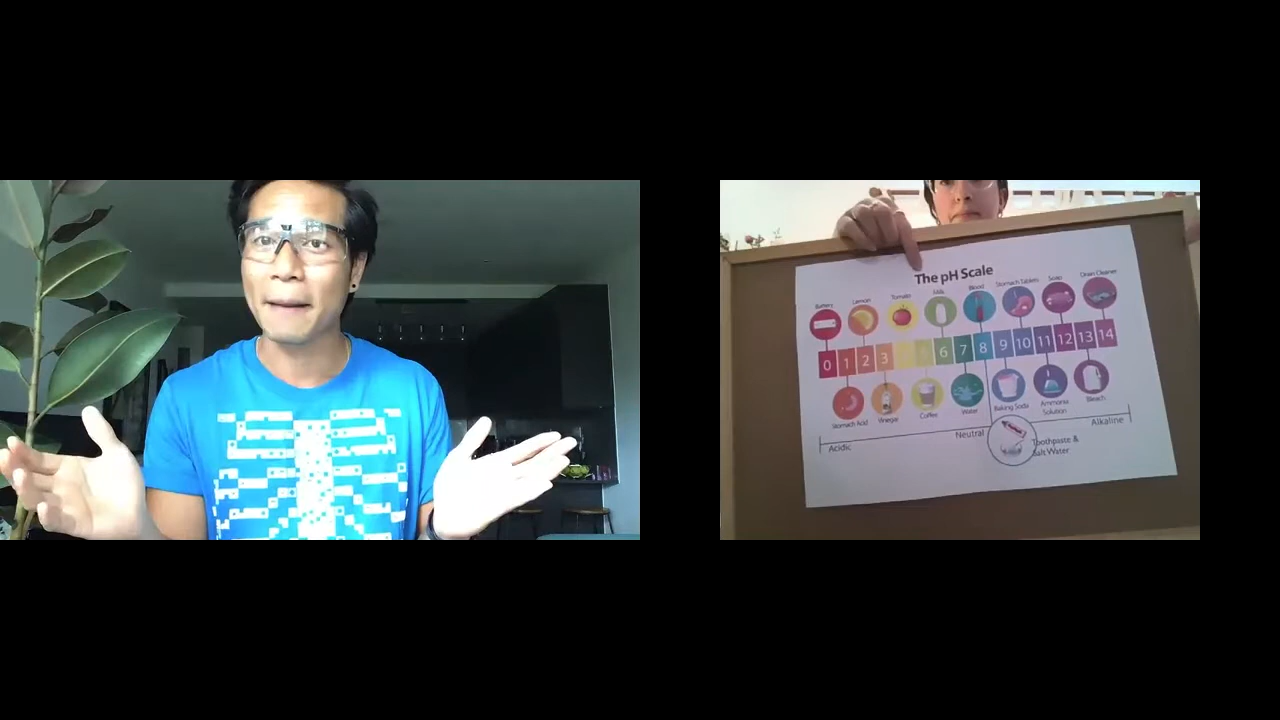 The pH Scale
Battery Lemon Tomato Milk Blood Stomach Tablets Soap Drain Cleaner
0 1 2 3 6 7 8 9 10 11 12 13 14
Stomach Acid Vinegar Coffee Water Baking Soda Ammonia Solution Bleach
Acidic Neutral Alkaline
Toothpaste &
Salt Water